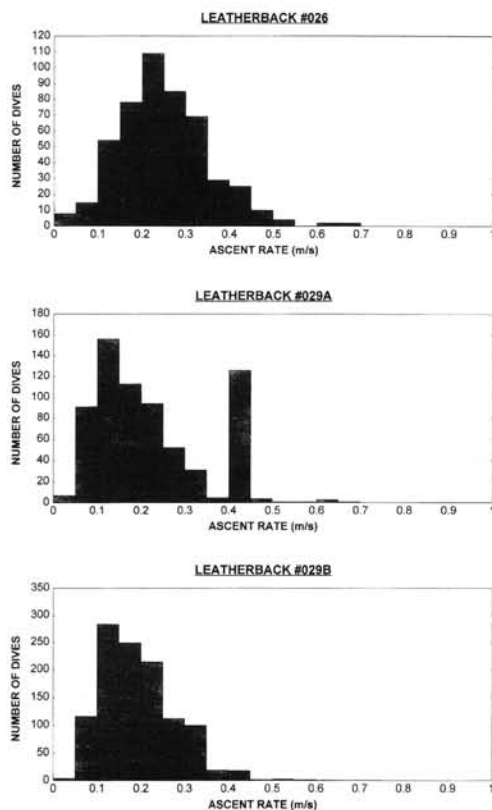 LEATHERBACK #026
NUMBER OF DIVES
120
110
100
90
80
70
60
50
40
30
20
10
0
0 0.1 0.2 0.3 0.4 0.5 0.6 0.7 0.8 0.9 1
ASCENT RATE (m/s)
LEATHERBACK #029A
NUMBER OF DIVES
180
160
140
120
100
80
60
40
20
0
0 0.1 0.2 0.3 0.4 0.5 0.6 0.7 0.8 0.9 1
ASCENT RATE (m/s)
LEATHERBACK #029B
NUMBER OF DIVES
350
300
250
200
150
100
50
0
0 0.1 0.2 0.3 0.4 0.5 0.6 0.7 0.8 0.9 1
ASCENT RATE (m/s)